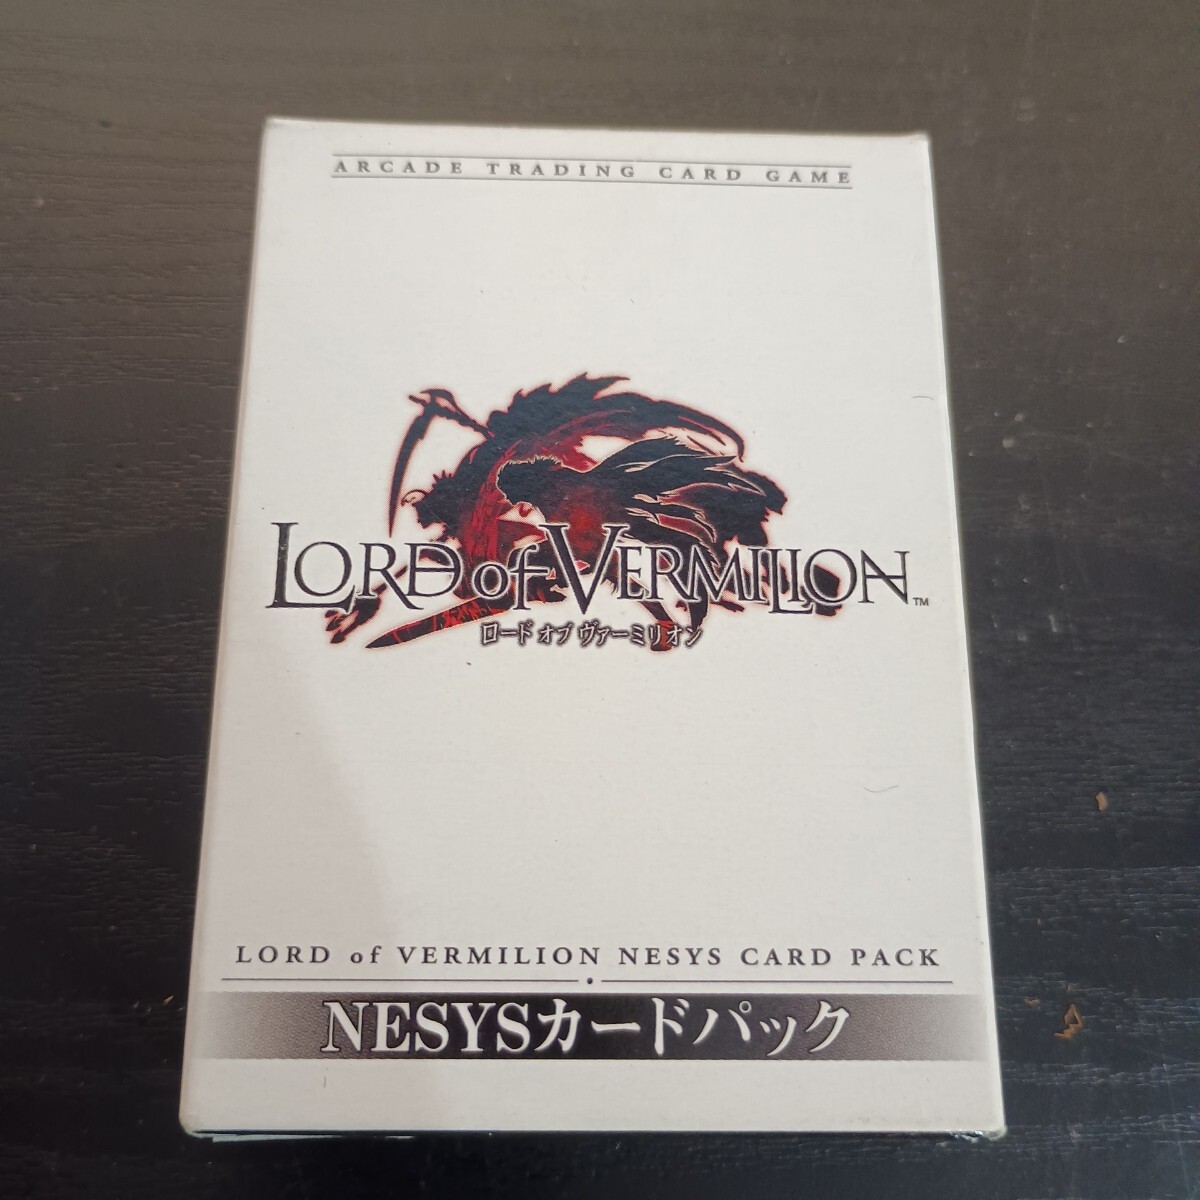 ARCADE TRADING CARD GAME
LORD of VERMILION™
ロード オブ ヴァーミリオン
LORD of VERMILION NESYS CARD PACK
NESYSカードパック